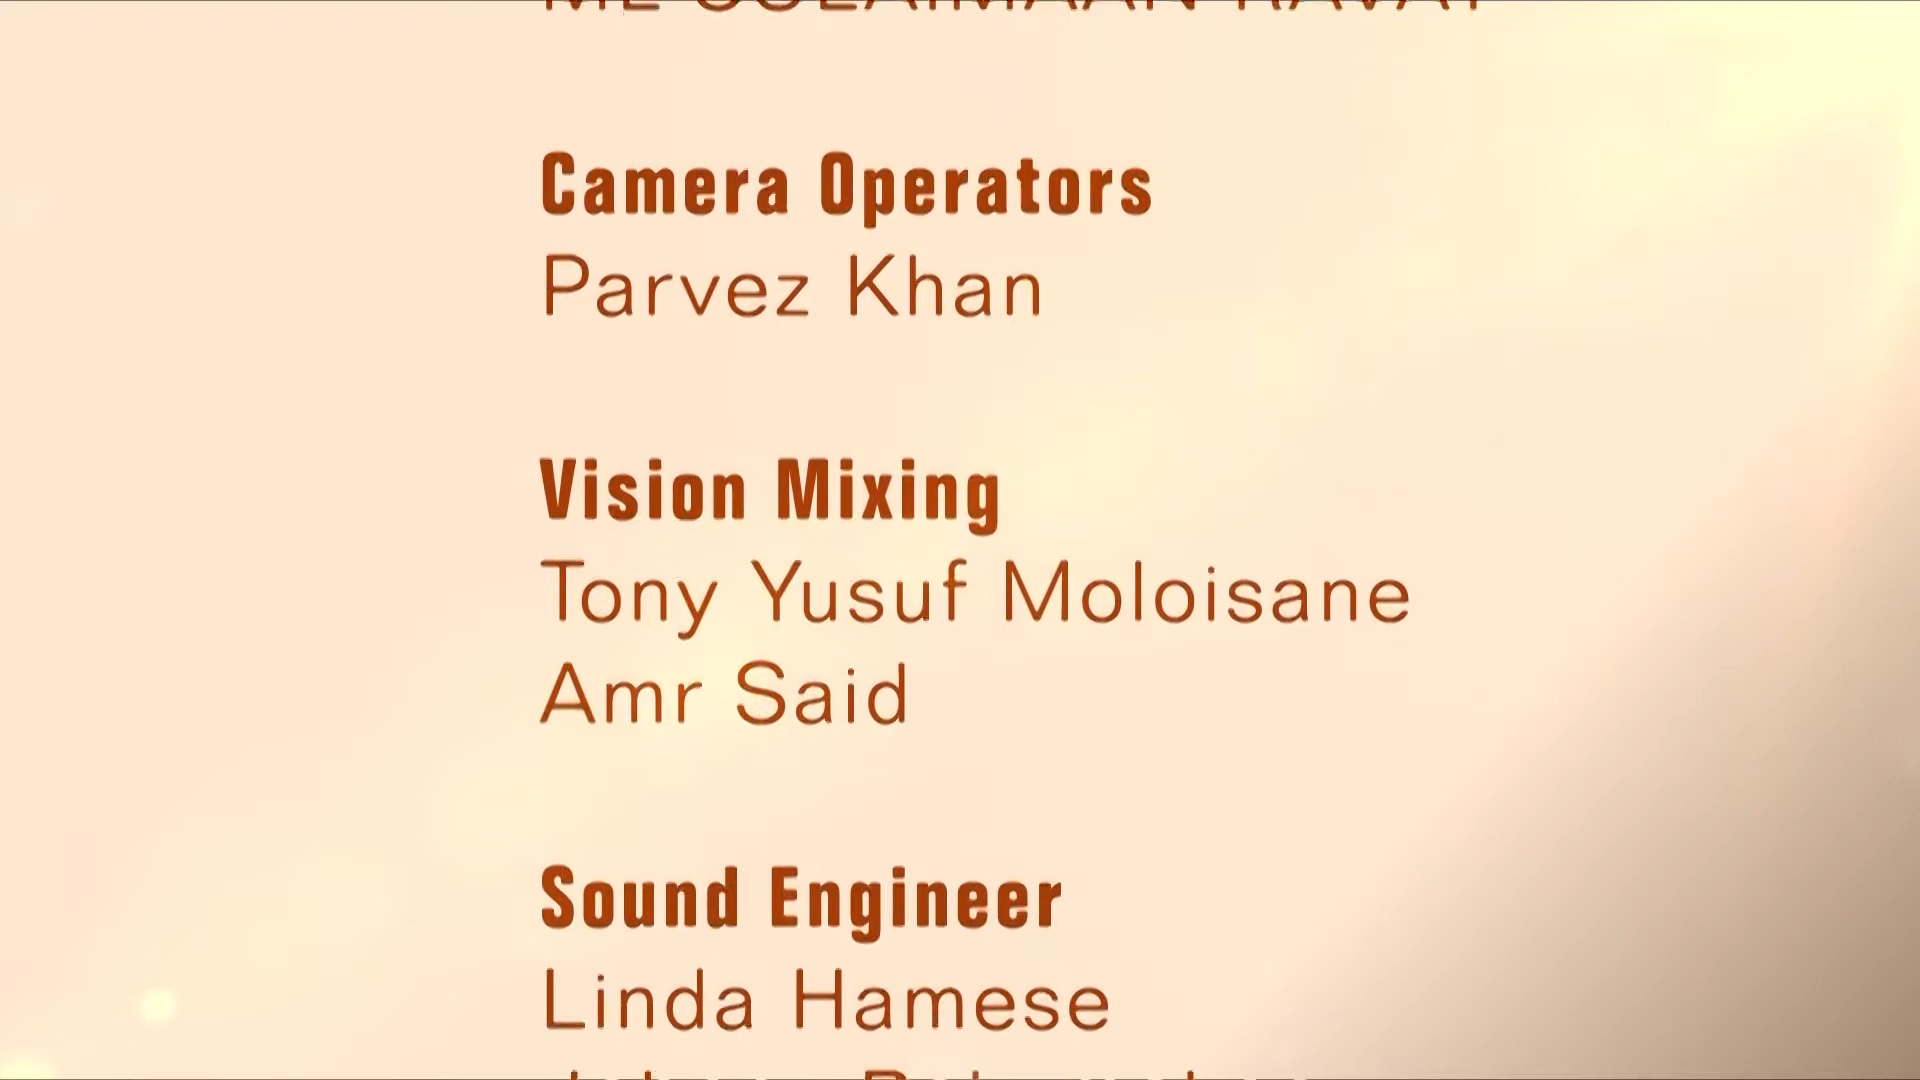 Camera Operators
Parvez Khan
Vision Mixing
Tony Yusuf Moloisane
Amr Said
Sound Engineer
Linda Hamese